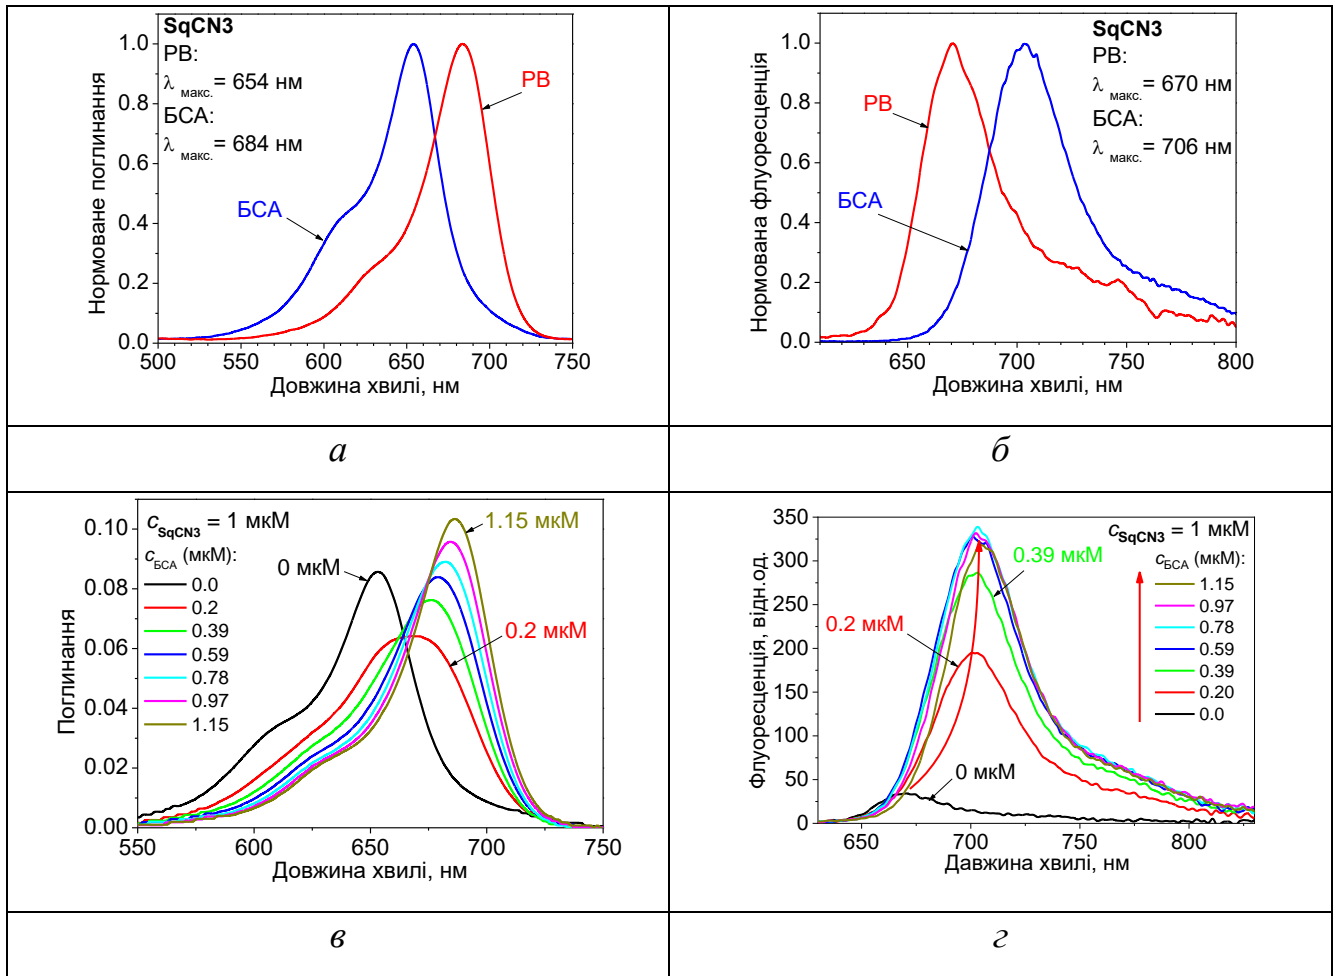 SqCN3
РВ:
λ макс. = 654 нм
БСА:
λ макс. = 684 нм
РВ
БСА
Нормоване поглинання
1.0
0.8
0.6
0.4
0.2
0.0
500 550 600 650 700 750
Довжина хвилі, нм
а
SqCN3
РВ:
λ макс. = 670 нм
БСА:
λ макс. = 706 нм
РВ
БСА
Нормована флуоресценція
1.0
0.8
0.6
0.4
0.2
0.0
650 700 750 800
Довжина хвилі, нм
б
c SqCN3 = 1 мкМ
c БСА (мкМ):
0.0
0.2
0.39
0.59
0.78
0.97
1.15
0 мкМ
1.15 мкМ
0.2 мкМ
Поглинання
0.10
0.08
0.06
0.04
0.02
0.00
550 600 650 700 750
Довжина хвилі, нм
в
c SqCN3 = 1 мкМ
c БСА (мкМ):
1.15
0.97
0.78
0.59
0.39
0.20
0.0
0.39 мкМ
0.2 мкМ
0 мкМ
Флуоресценція, відн.од.
350
300
250
200
150
100
50
0
650 700 750 800
Давжина хвилі, нм
г